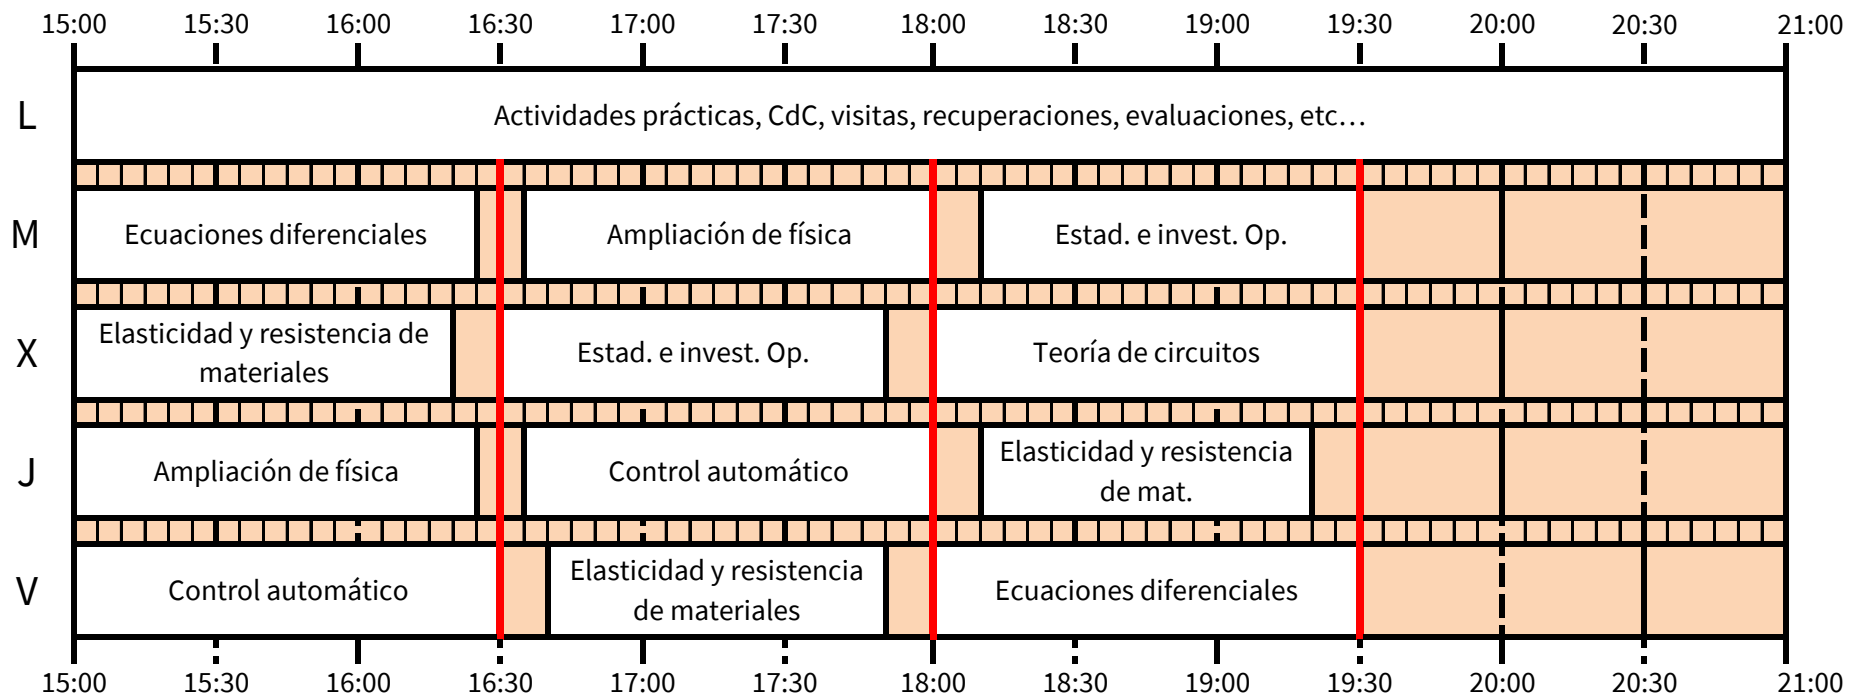 15:00 15:30 16:00 16:30 17:00 17:30 18:00 18:30 19:00 19:30 20:00 20:30 21:00
L
Actividades prácticas, CdC, visitas, recuperaciones, evaluaciones, etc…
M
Ecuaciones diferenciales
Ampliación de física
Estad. e invest. Op.
X
Elasticidad y resistencia de
materiales
Estad. e invest. Op.
Teoría de circuitos
J
Ampliación de física
Control automático
Elasticidad y resistencia
de mat.
V
Control automático
Elasticidad y resistencia
de materiales
Ecuaciones diferenciales
15:00 15:30 16:00 16:30 17:00 17:30 18:00 18:30 19:00 19:30 20:00 20:30 21:00